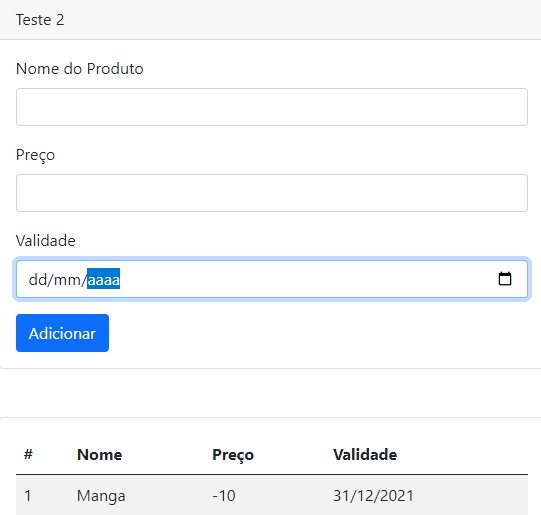 Teste 2
Nome do Produto
Preço
Validade
dd/mm/aaaa
Adicionar
# Nome Preço Validade
1 Manga -10 31/12/2021